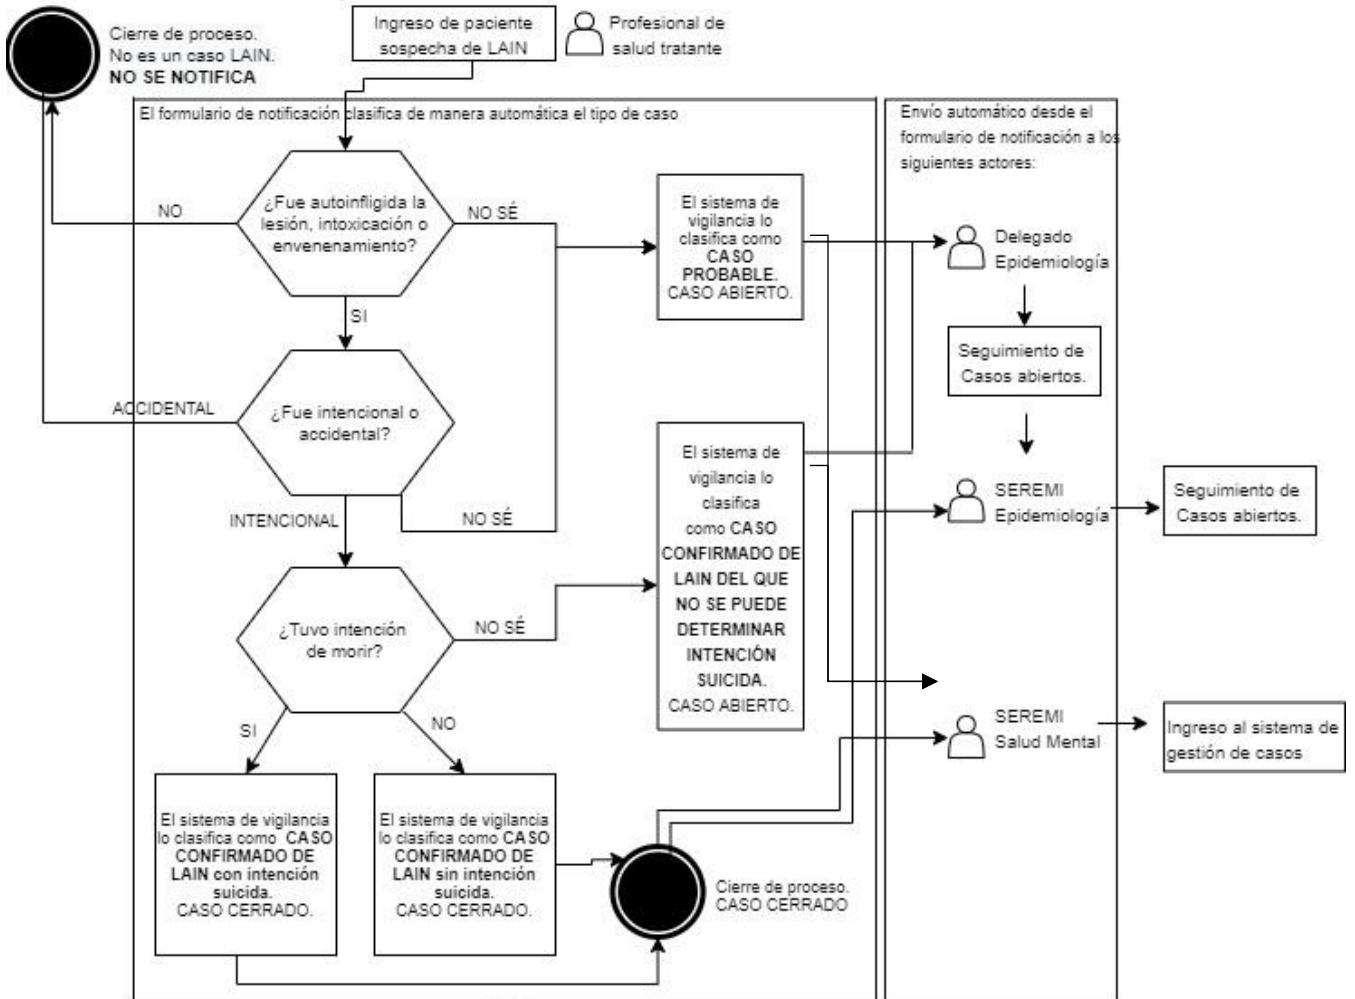 Cierre de proceso.
No es un caso LAIN.
NO SE NOTIFICA
Ingreso de paciente
sospecha de LAIN
Profesional de
salud tratante
El formulario de notificación clasifica de manera automática el tipo de caso
Envío automático desde el
formulario de notificación a los
siguientes actores:
¿Fue autoinfligida la
lesión, intoxicación o
envenenamiento?
NO
NO SÉ
SI
El sistema de
vigilancia lo
clasifica como
CASO
PROBABLE.
CASO ABIERTO.
Delegado
Epidemiología
Seguimiento de
Casos abiertos.
ACCIDENTAL
¿Fue intencional o
accidental?
INTENCIONAL
NO SÉ
El sistema de
vigilancia lo
clasifica
como CASO
CONFIRMADO DE
LAIN DEL QUE
NO SE PUEDE
DETERMINAR
INTENCIÓN
SUICIDA.
CASO ABIERTO.
SEREMI
Epidemiología
Seguimiento de
Casos abiertos.
¿Tuvo intención
de morir?
NO SÉ
SI
NO
SEREMI
Salud Mental
Ingreso al sistema de
gestión de casos
El sistema de vigilancia
lo clasifica como CASO
CONFIRMADO DE
LAIN con intención
suicida.
CASO CERRADO.
El sistema de vigilancia
lo clasifica como CASO
CONFIRMADO DE
LAIN sin intención
suicida.
CASO CERRADO.
Cierre de proceso.
CASO CERRADO